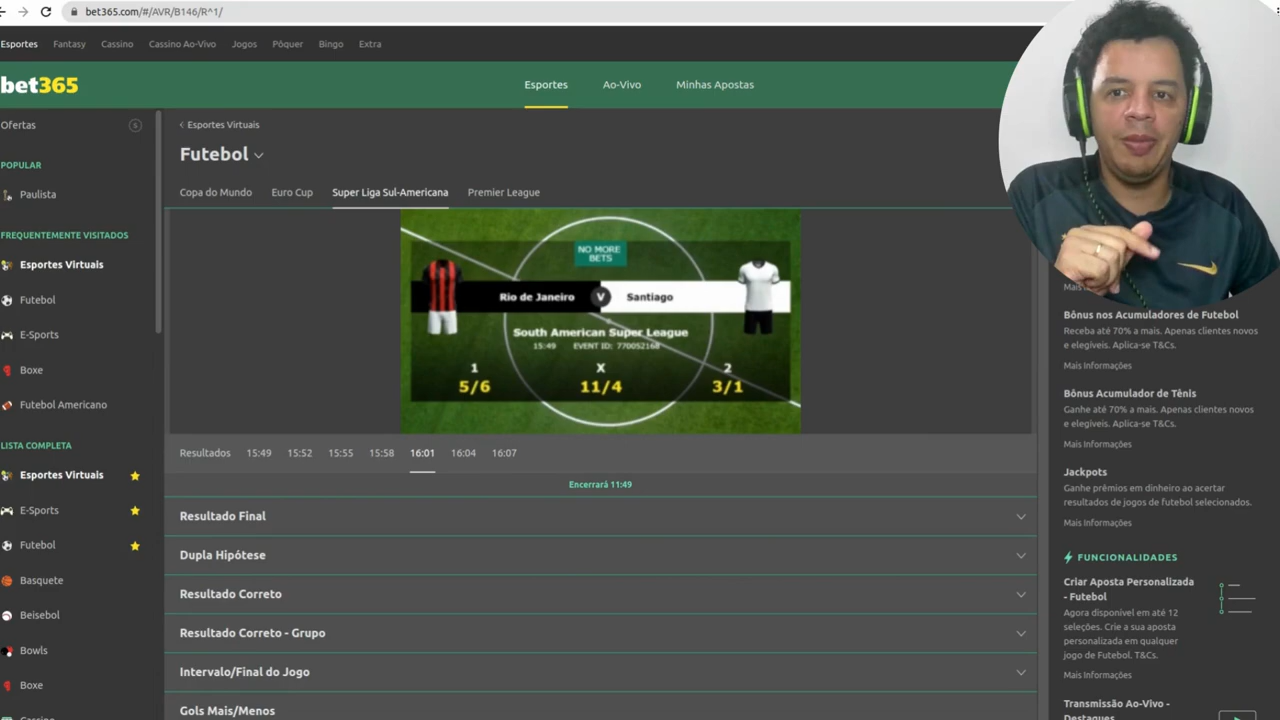 bet365.com/#/AVR/B146/R^1/
Esportes Fantasy Cassino Cassino Ao-Vivo Jogos Pôquer Bingo Extra
bet365
Esportes Ao-Vivo Minhas Apostas
Ofertas 5
POPULAR
Paulista
FREQUENTEMENTE VISITADOS
Esportes Virtuais
Futebol
E-Sports
Boxe
Futebol Americano
LISTA COMPLETA
Esportes Virtuais
E-Sports
Futebol
Basquete
Beisebol
Bowls
Boxe
Esportes Virtuais
Futebol
Copa do Mundo Euro Cup Super Liga Sul-Americana Premier League
NO MORE
BETS
Rio de Janeiro V Santiago
South American Super League
15:49 EVENT ID: 770052168
1 X 2
5/6 11/4 3/1
Resultados 15:49 15:52 15:55 15:58 16:01 16:04 16:07
Encerrará 11:49
Resultado Final
Dupla Hipótese
Resultado Correto
Resultado Correto - Grupo
Intervalo/Final do Jogo
Gols Mais/Menos
Bônus nos Acumuladores de Futebol
Receba até 70% a mais. Apenas clientes novos
e elegíveis. Aplica-se T&Cs.
Mais Informações
Bônus Acumulador de Tênis
Ganhe até 70% a mais. Apenas clientes novos
e elegíveis. Aplica-se T&Cs.
Mais Informações
Jackpots
Ganhe prêmios em dinheiro ao acertar
resultados de jogos de futebol selecionados.
Mais Informações
FUNCIONALIDADES
Criar Aposta Personalizada
- Futebol
Agora disponível em até 12
seleções. Crie a sua aposta
personalizada em qualquer
jogo de Futebol. T&Cs.
Mais Informações
Transmissão Ao-Vivo -
Destaques